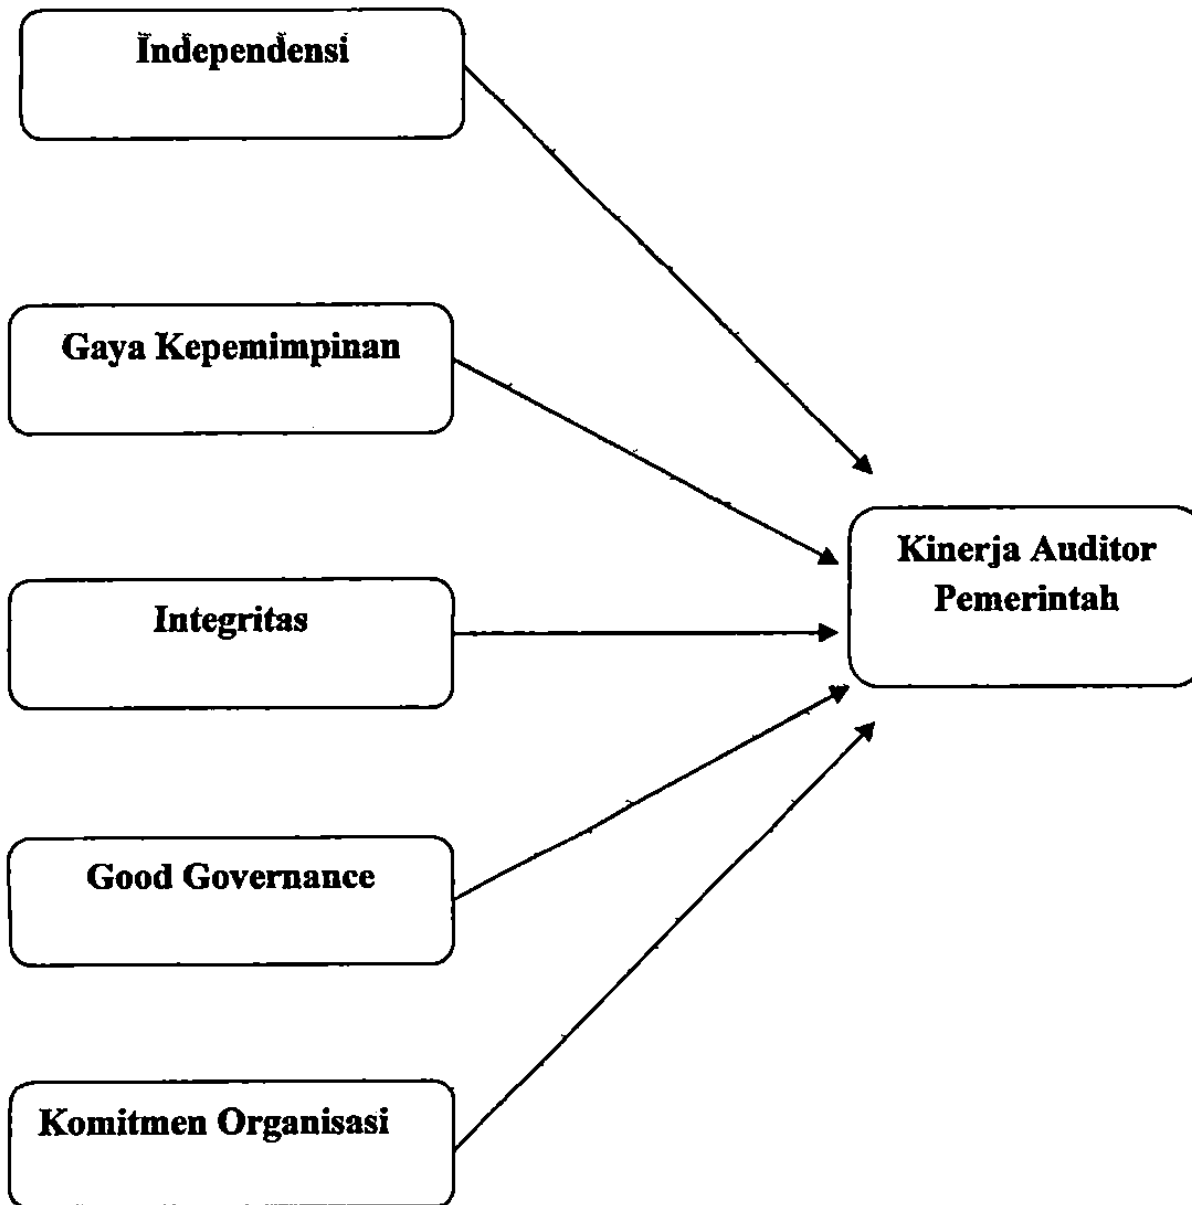 Independensi
Gaya Kepemimpinan
Kinerja Auditor
Pemerintah
Integritas
Good Governance
Komitmen Organisasi